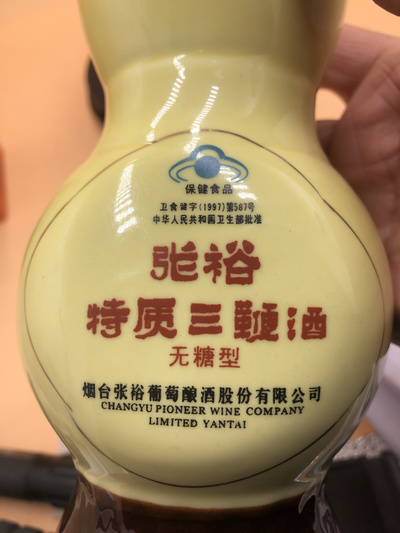 保健食品
卫食健字(1997)第587号
中华人民共和国卫生部批准
张裕
特质三鞭酒
无糖型
烟台张裕葡萄酿酒股份有限公司
CHANGYU PIONEER WINE COMPANY
LIMITED YANTAI